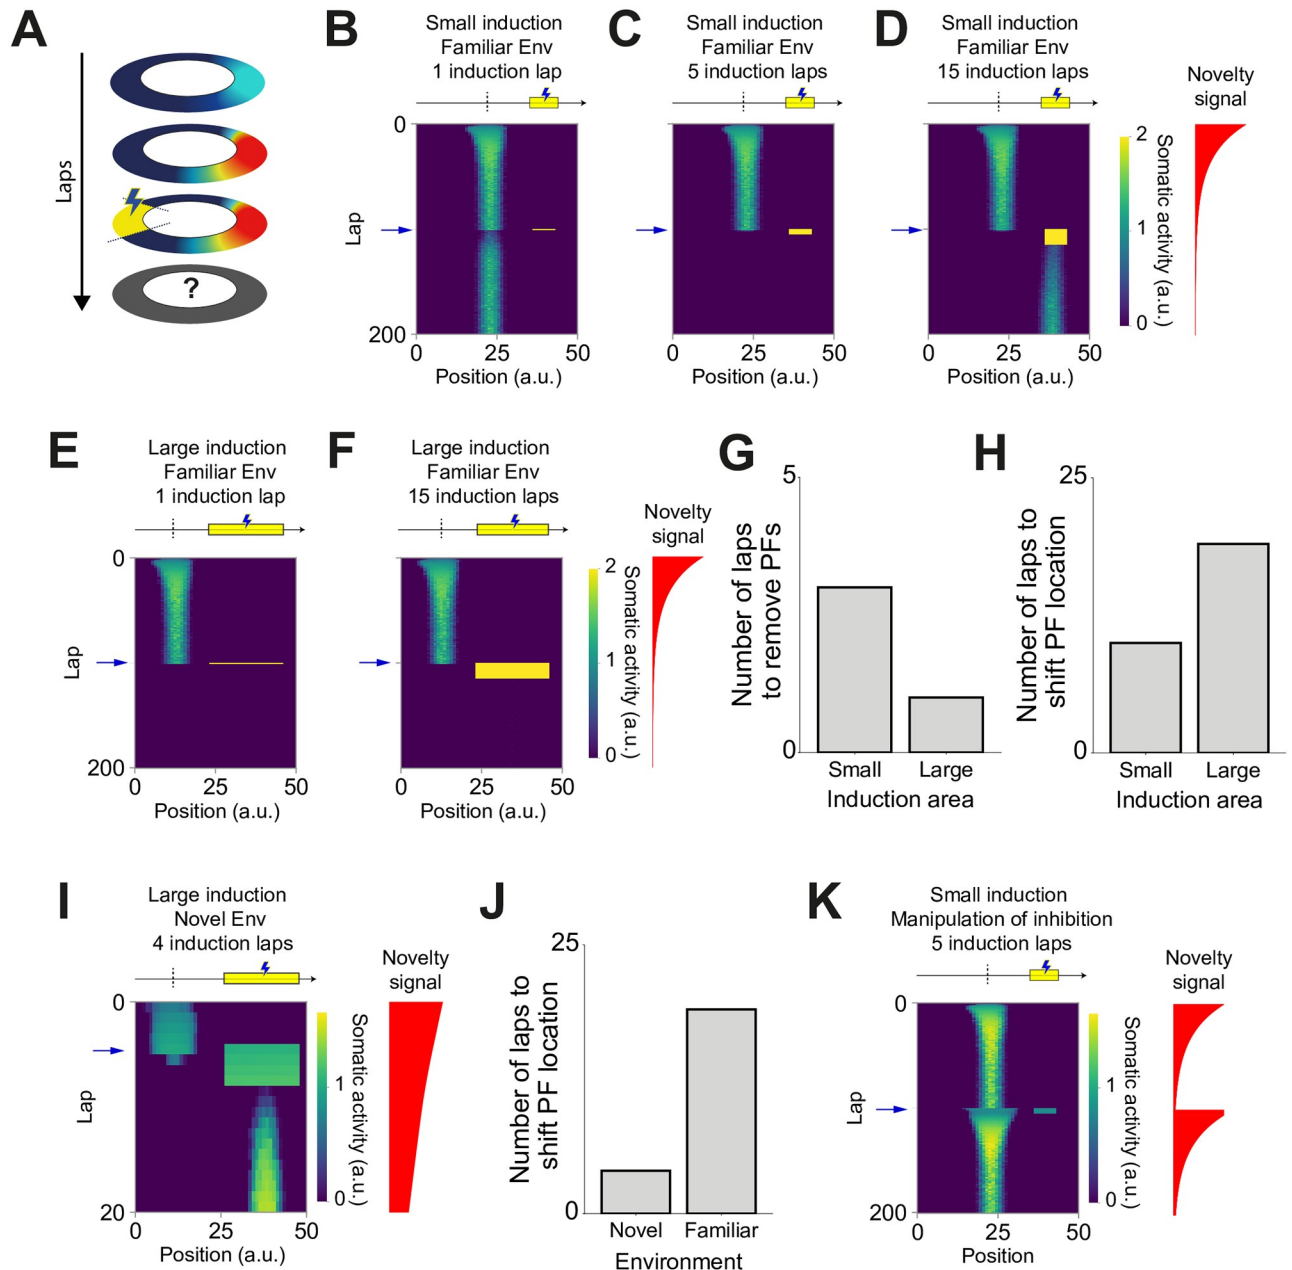 A
Laps
?
B
Small induction
Familiar Env
1 induction lap
0
200
Lap
0
25
50
Position (a.u.)
C
Small induction
Familiar Env
5 induction laps
0
25
50
Position (a.u.)
D
Small induction
Familiar Env
15 induction laps
0
25
50
Position (a.u.)
2
1
0
Somatic activity (a.u.)
Novelty
signal
E
Large induction
Familiar Env
1 induction lap
0
200
Lap
0
25
50
Position (a.u.)
F
Large induction
Familiar Env
15 induction laps
0
25
50
Position (a.u.)
2
1
0
Somatic activity (a.u.)
Novelty
signal
G
5
0
Number of laps
to remove PFs
Small
Large
Induction area
H
25
0
Number of laps to
shift PF location
Small
Large
Induction area
I
Large induction
Novel Env
4 induction laps
0
20
Lap
0
25
50
Position (a.u.)
1
0
Somatic activity (a.u.)
Novelty
signal
J
25
0
Number of laps to
shift PF location
Novel
Familiar
Environment
K
Small induction
Manipulation of inhibition
5 induction laps
0
200
Lap
0
25
50
Position
1
0
Somatic activity (a.u.)
Novelty
signal